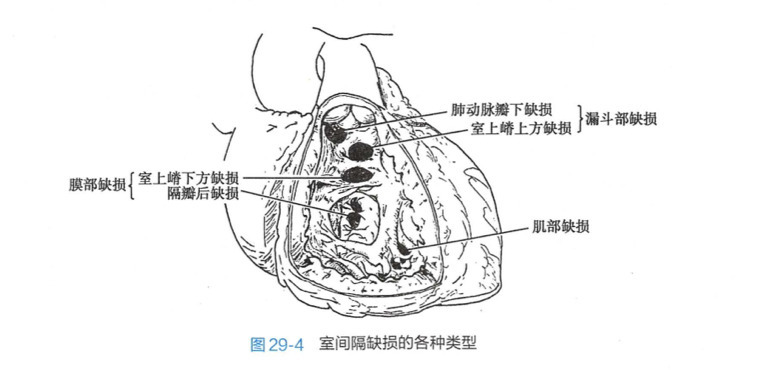 肺动脉瓣下缺损
室上嵴上方缺损
漏斗部缺损
膜部缺损
室上嵴下方缺损
隔瓣后缺损
肌部缺损
图29-4 室间隔缺损的各种类型